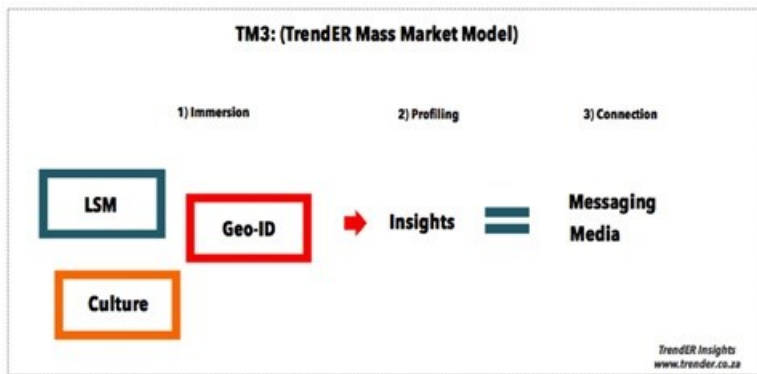 TM3: (TrendER Mass Market Model)
1) Immersion
2) Profiling
3) Connection
LSM
Geo-ID
Culture
Insights
Messaging
Media
TrendER Insights
www.trender.co.za